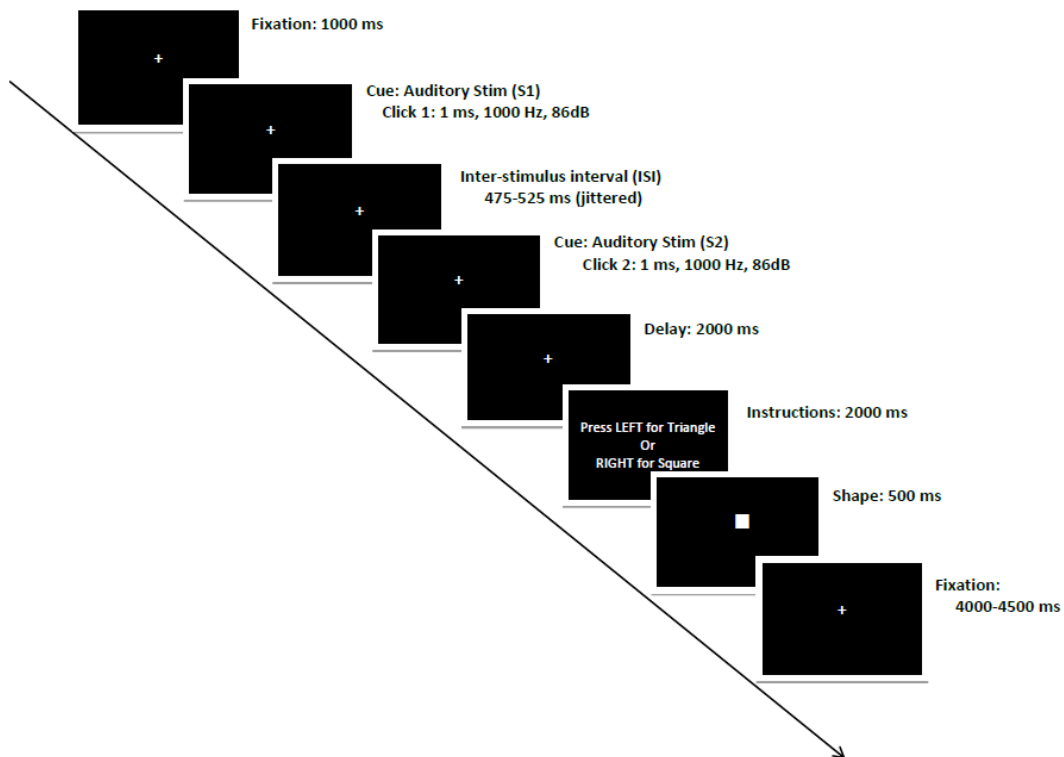 Fixation: 1000 ms
Cue: Auditory Stim (S1)
Click 1: 1 ms, 1000 Hz, 86dB
Inter-stimulus interval (ISI)
475-525 ms (jittered)
Cue: Auditory Stim (S2)
Click 2: 1 ms, 1000 Hz, 86dB
Delay: 2000 ms
Instructions: 2000 ms
Press LEFT for Triangle
Or
RIGHT for Square
Shape: 500 ms
Fixation:
4000-4500 ms